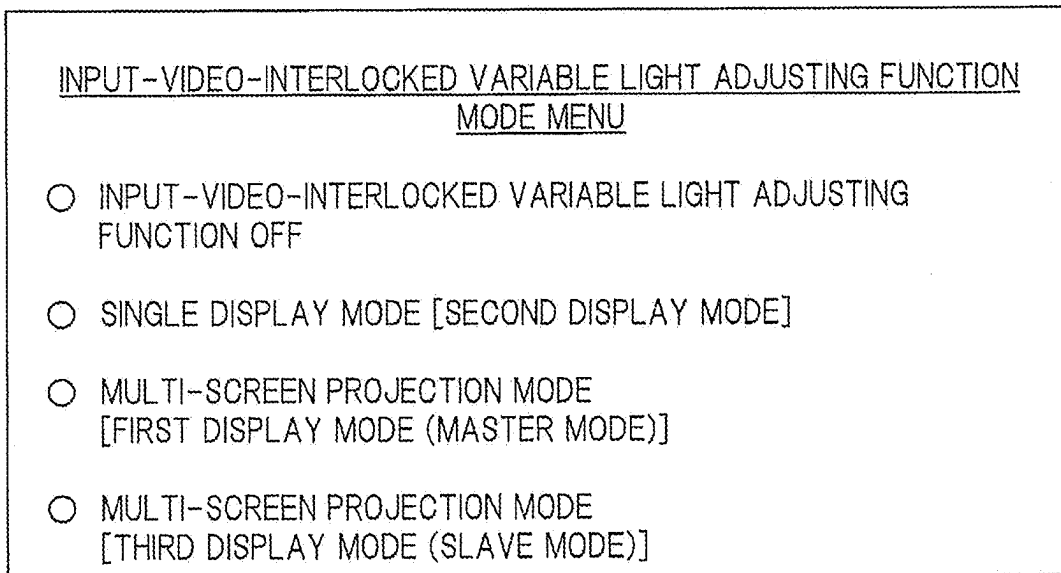 INPUT-VIDEO-INTERLOCKED VARIABLE LIGHT ADJUSTING FUNCTION
MODE MENU
○ INPUT-VIDEO-INTERLOCKED VARIABLE LIGHT ADJUSTING
FUNCTION OFF
○ SINGLE DISPLAY MODE [SECOND DISPLAY MODE]
○ MULTI-SCREEN PROJECTION MODE
[FIRST DISPLAY MODE (MASTER MODE)]
○ MULTI-SCREEN PROJECTION MODE
[THIRD DISPLAY MODE (SLAVE MODE)]